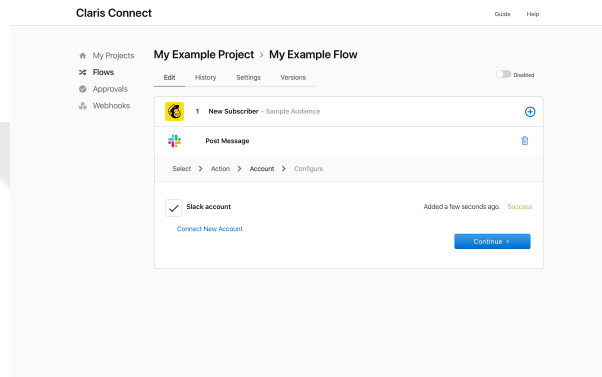 Claris Connect
Guide Help
My Projects
Flows
Approvals
Webhooks
My Example Project > My Example Flow
Edit History Settings Versions
Disabled
1 New Subscriber - Sample Audience
Post Message
Select > Action > Account > Configure
Slack account
Added a few seconds ago. Success
Connect New Account
Continue ›